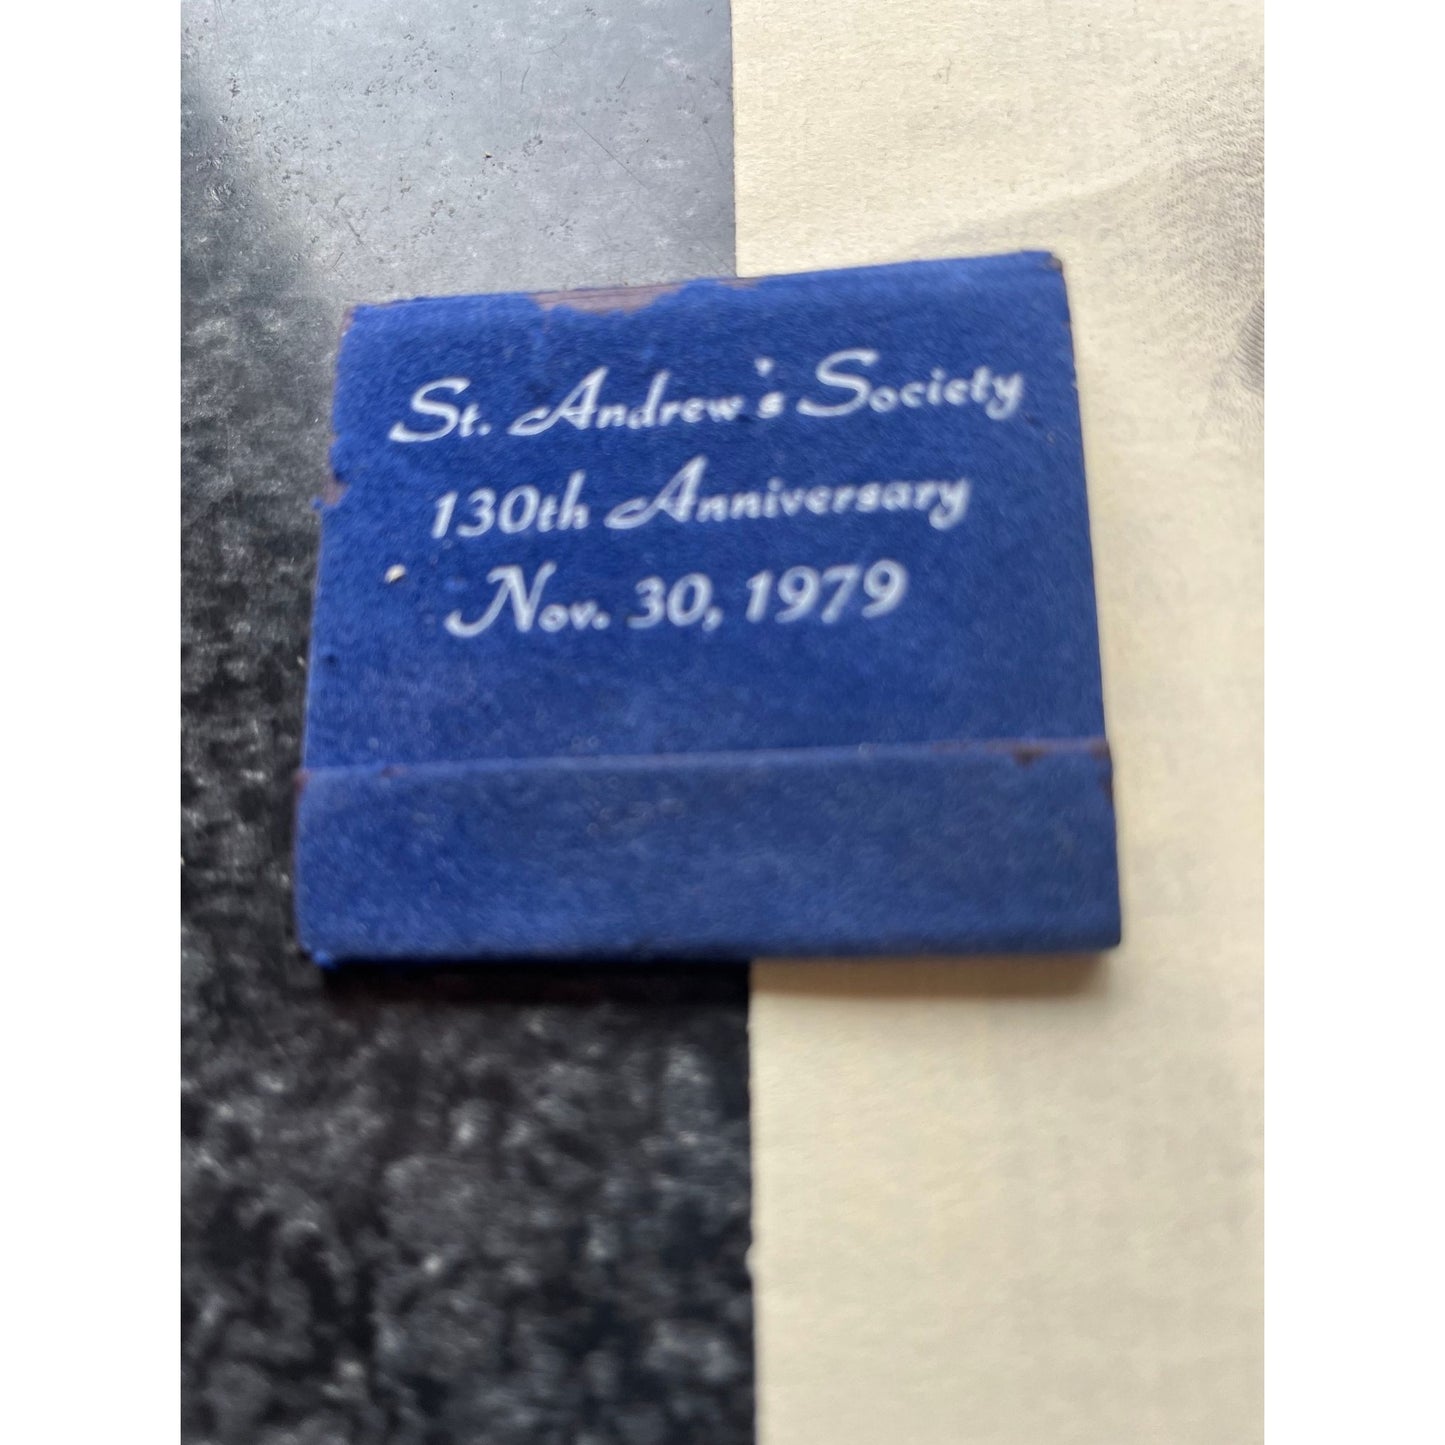 St. Andrew's Society
130th Anniversary
Nov. 30, 1979